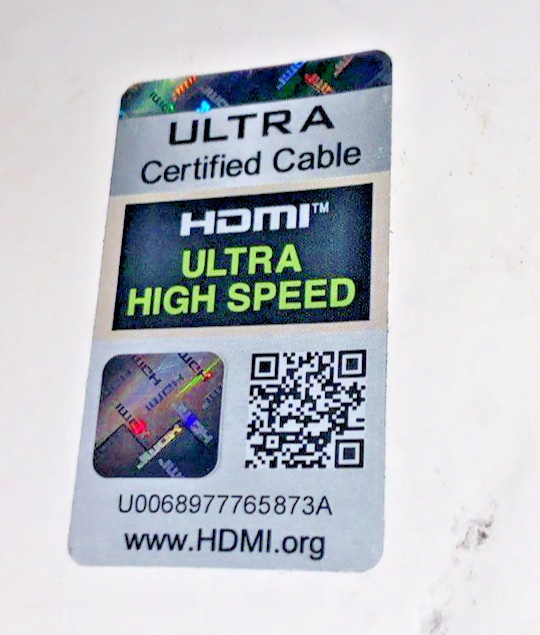 ULTRA
Certified Cable
HDMI™
ULTRA
HIGH SPEED
U0068977765873A
www.HDMI.org